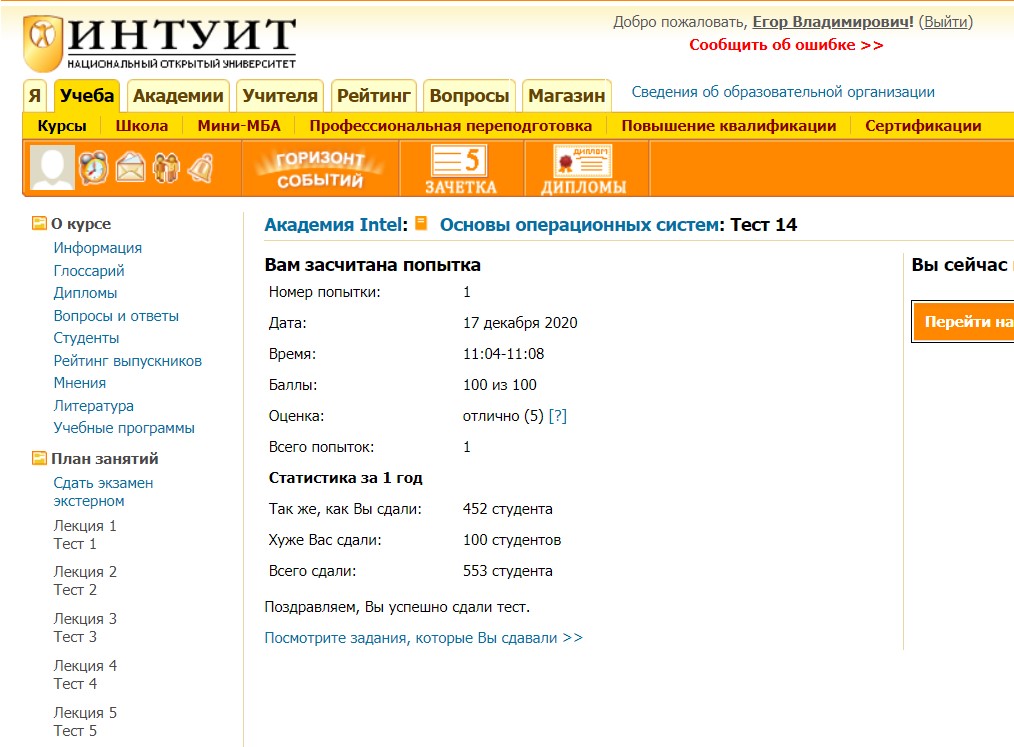 ИНТУИТ
НАЦИОНАЛЬНЫЙ ОТКРЫТЫЙ УНИВЕРСИТЕТ
Добро пожаловать, Егор Владимирович! (Выйти)
Сообщить об ошибке >>
Я Учеба Академии Учителя Рейтинг Вопросы Магазин Сведения об образовательной организации
Курсы Школа Мини-МБА Профессиональная переподготовка Повышение квалификации Сертификации
ГОРИЗОНТ СОБЫТИЙ
5 ЗАЧЕТКА
ДИПЛОМ ДИПЛОМЫ
О курсе
Информация
Глоссарий
Дипломы
Вопросы и ответы
Студенты
Рейтинг выпускников
Мнения
Литература
Учебные программы
План занятий
Сдать экзамен
экстерном
Лекция 1
Тест 1
Лекция 2
Тест 2
Лекция 3
Тест 3
Лекция 4
Тест 4
Лекция 5
Тест 5
Академия Intel: Основы операционных систем: Тест 14
Вам засчитана попытка
Номер попытки: 1
Дата: 17 декабря 2020
Время: 11:04-11:08
Баллы: 100 из 100
Оценка: отлично (5) [?]
Всего попыток: 1
Статистика за 1 год
Так же, как Вы сдали: 452 студента
Хуже Вас сдали: 100 студентов
Всего сдали: 553 студента
Поздравляем, Вы успешно сдали тест.
Посмотрите задания, которые Вы сдавали >>
Вы сейчас
Перейти на